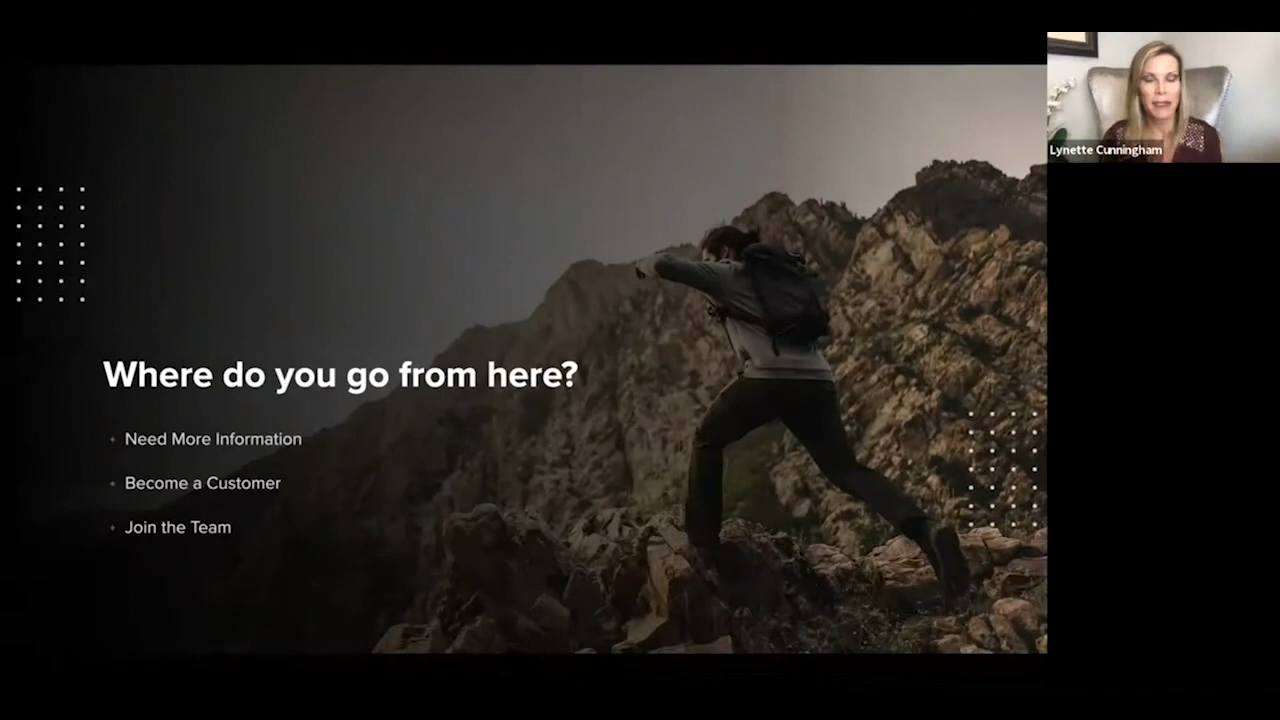 Lynette Cunningham
Where do you go from here?
Need More Information
Become a Customer
Join the Team